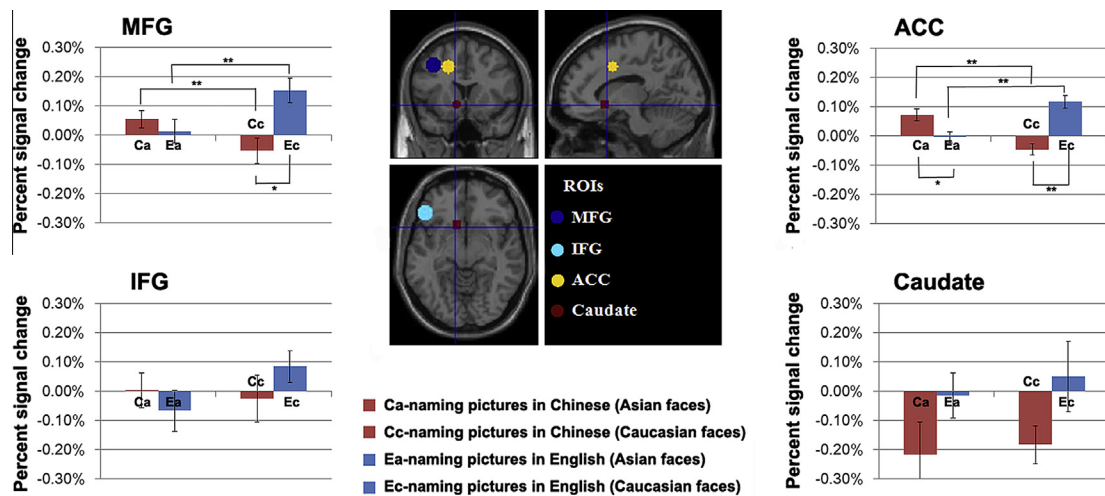 MFG
Percent signal change
0.30%
0.20%
0.10%
0.00%
-0.10%
-0.20%
-0.30%
**
**
*
Ca
Ea
Cc
Ec
ROIs
MFG
IFG
ACC
Caudate
ACC
Percent signal change
0.30%
0.20%
0.10%
0.00%
-0.10%
-0.20%
-0.30%
**
**
*
**
Ca
Ea
Cc
Ec
IFG
Percent signal change
0.30%
0.20%
0.10%
0.00%
-0.10%
-0.20%
-0.30%
Ca
Ea
Cc
Ec
Ca-naming pictures in Chinese (Asian faces)
Cc-naming pictures in Chinese (Caucasian faces)
Ea-naming pictures in English (Asian faces)
Ec-naming pictures in English (Caucasian faces)
Caudate
Percent signal change
0.30%
0.20%
0.10%
0.00%
-0.10%
-0.20%
-0.30%
Ca
Ea
Cc
Ec